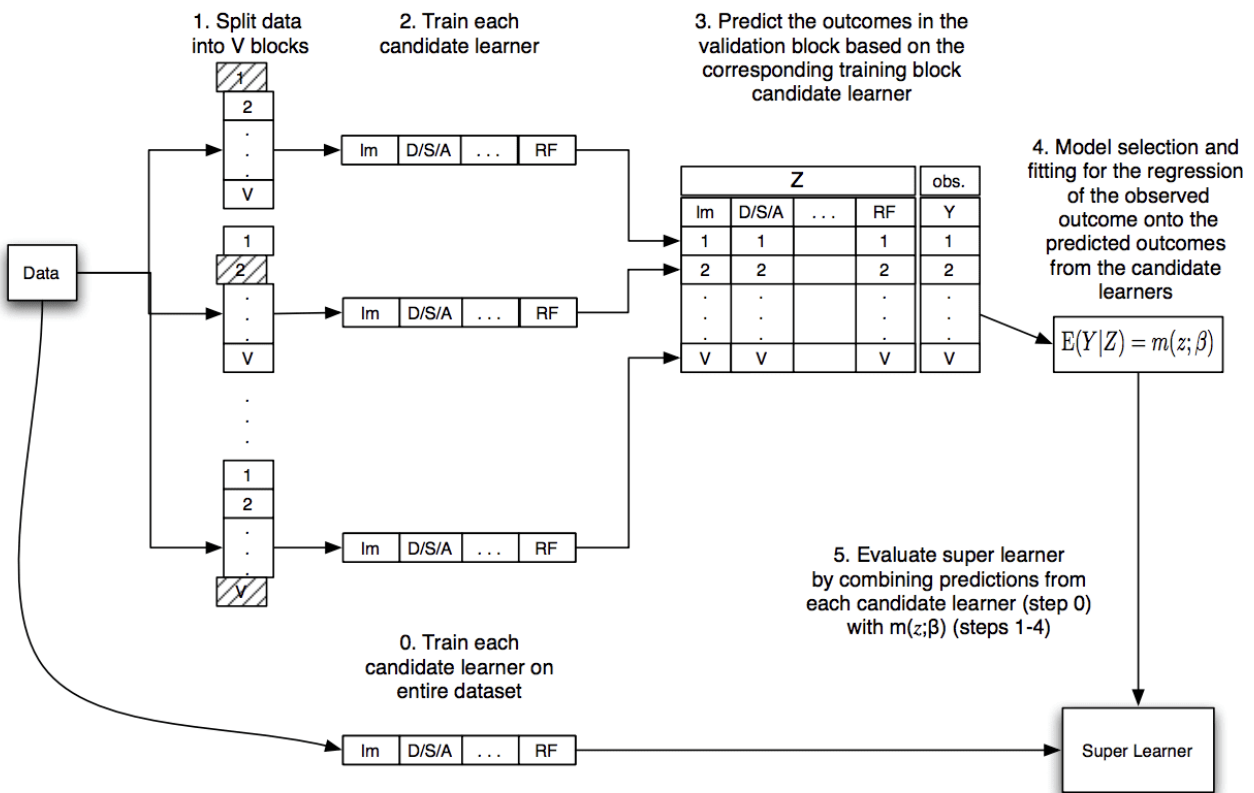 1. Split data
into V blocks
2. Train each
candidate learner
3. Predict the outcomes in the
validation block based on the
corresponding training block
candidate learner
1
2
.
.
.
V
lm D/S/A . . . RF
4. Model selection and
fitting for the regression
of the observed
outcome onto the
predicted outcomes
from the candidate
learners
Z obs.
lm D/S/A . . . RF Y
1 1 1 1
2 2 2 2
. . . .
. . . .
. . . .
V V V V
E(Y|Z) = m(z; β)
Data
1
2
.
.
.
V
lm D/S/A . . . RF
.
.
.
1
2
.
.
.
V
lm D/S/A . . . RF
5. Evaluate super learner
by combining predictions from
each candidate learner (step 0)
with m(z;β) (steps 1-4)
0. Train each
candidate learner on
entire dataset
lm D/S/A . . . RF
Super Learner